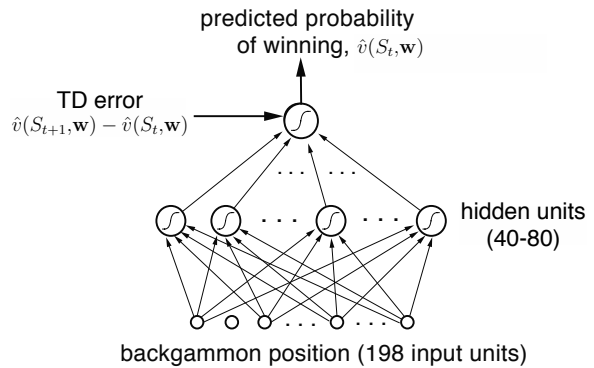 predicted probability
of winning, v̂(S_t,w)
TD error
v̂(S_{t+1},w) − v̂(S_t,w)
. . . . . .
. . . . . .
hidden units
(40-80)
. . . . . .
backgammon position (198 input units)